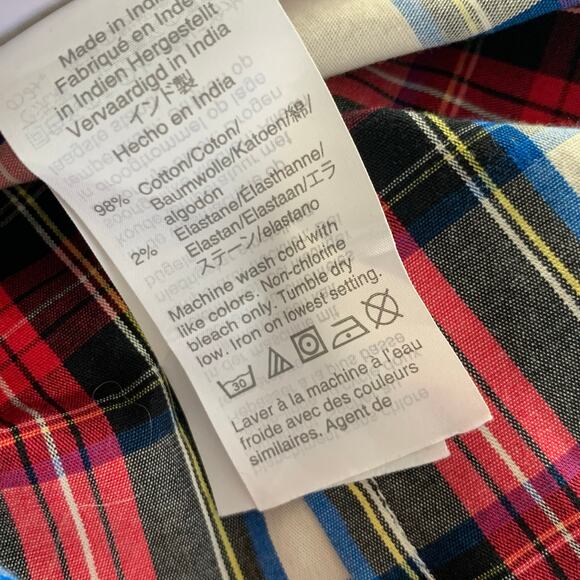 Made in India
Fabriqué en Inde
in Indien Hergestellt
Vervaardigd in India
インド製
Hecho en India
98% Cotton/Coton/
Baumwolle/Katoen/綿/
algodón
2% Elastane/Élasthanne/
Elastan/Elastaan/エラ
ステーン/elastano
Machine wash cold with
like colors. Non-chlorine
bleach only. Tumble dry
low. Iron on lowest setting.
30
Laver à la machine à l'eau
froide avec des couleurs
similaires. Agent de